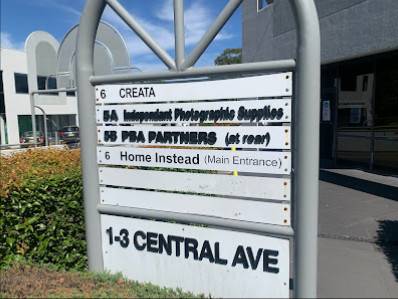 6 CREATA
5A Independant Photographic Supplies
5B PBA PARTNERS (at rear)
6 Home Instead (Main Entrance)
1-3 CENTRAL AVE